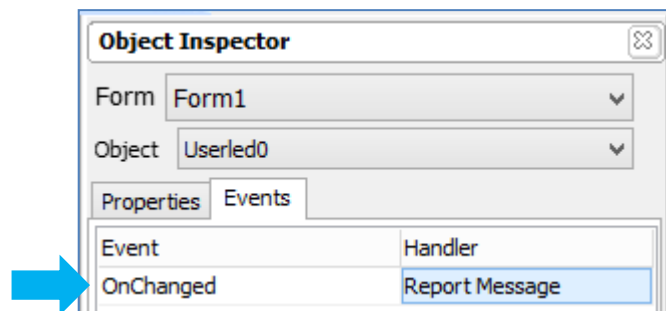 Object Inspector
Form Form1
Object Userled0
Properties Events
Event Handler
OnChanged Report Message